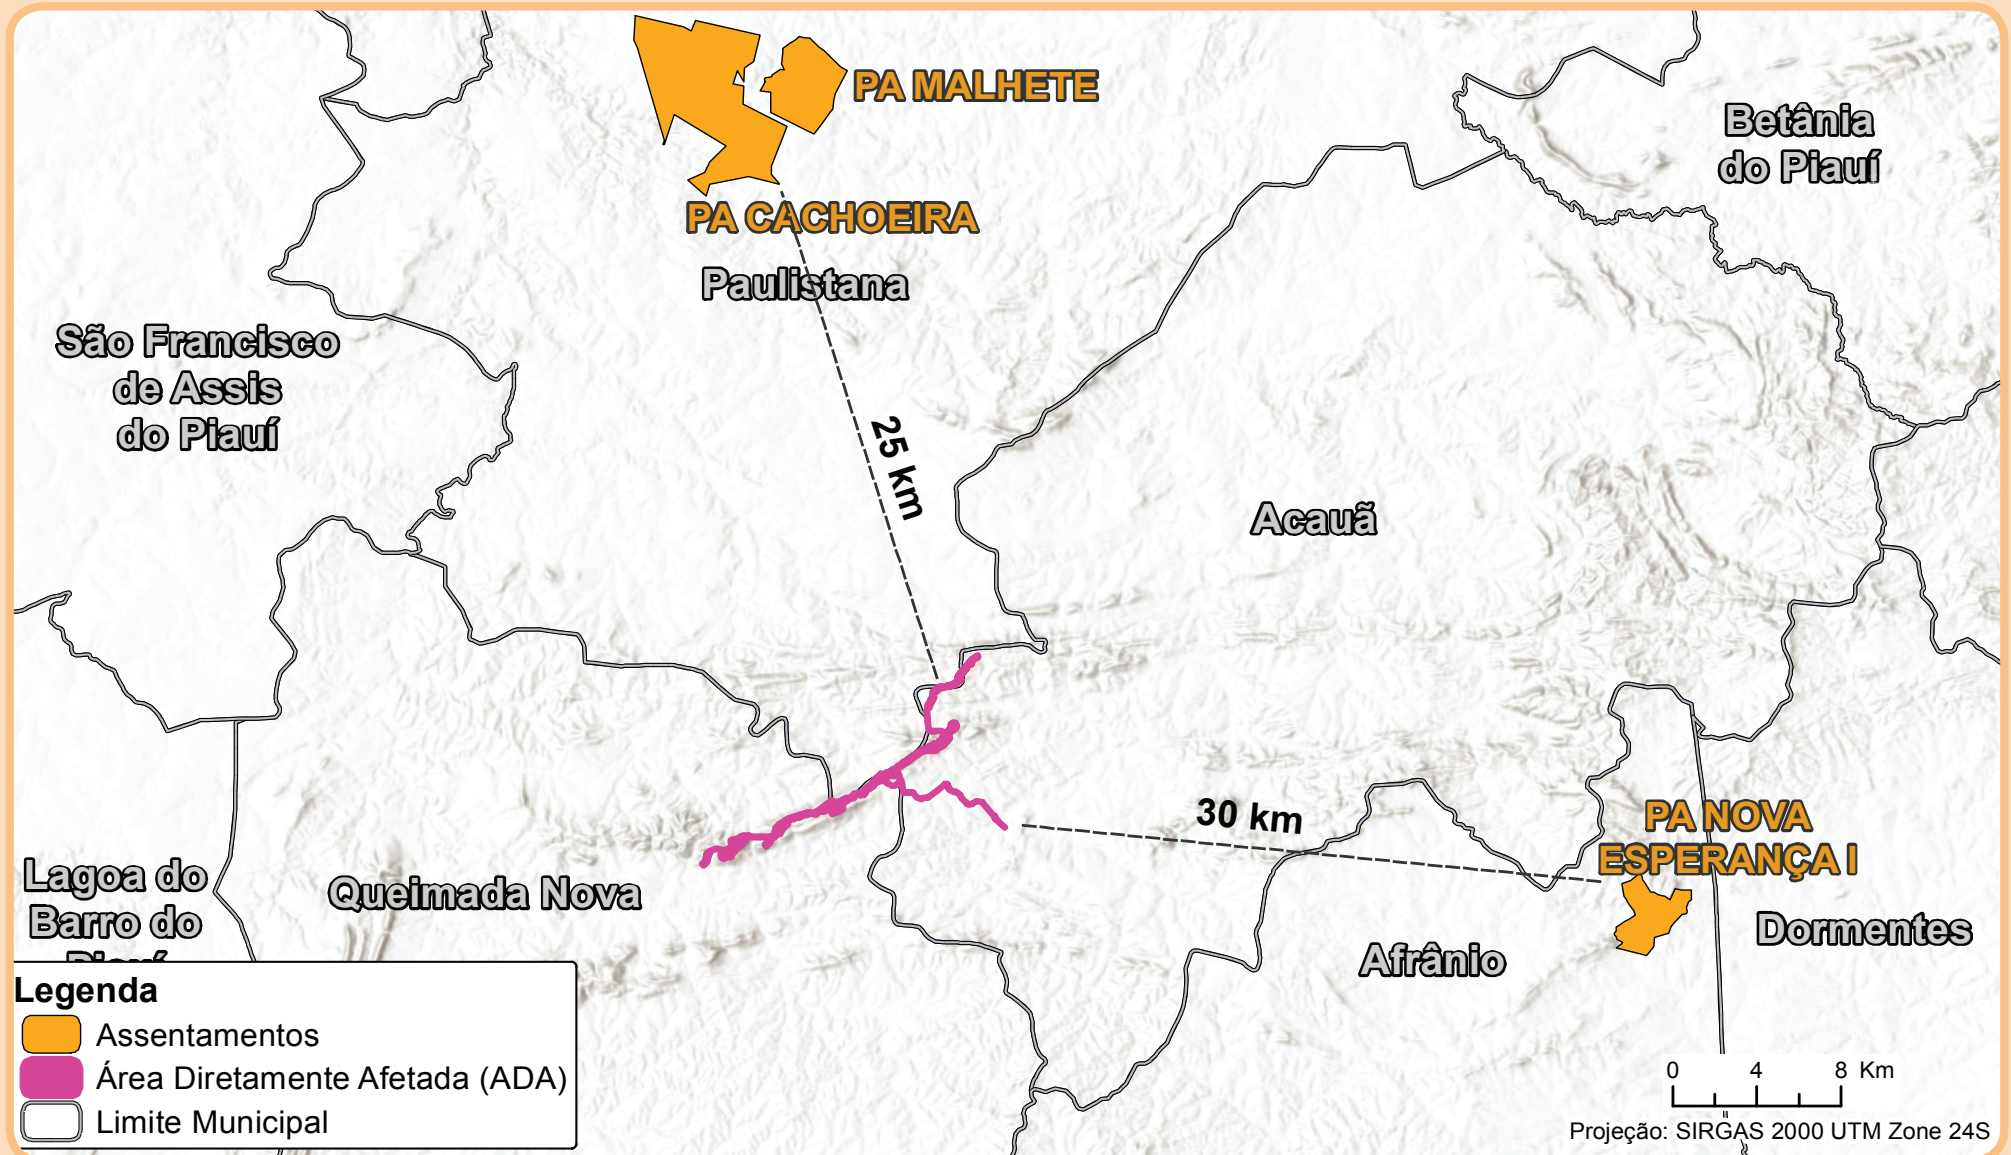 PA MALHETE
Betânia
do Piauí
PA CACHOEIRA
Paulistana
São Francisco
de Assis
do Piauí
25 km
Acauã
30 km
PA NOVA
ESPERANÇA I
Lagoa do
Barro do
Piauí
Queimada Nova
Dormentes
Afrânio
Legenda
Assentamentos
Área Diretamente Afetada (ADA)
Limite Municipal
0 4 8 Km
Projeção: SIRGAS 2000 UTM Zone 24S